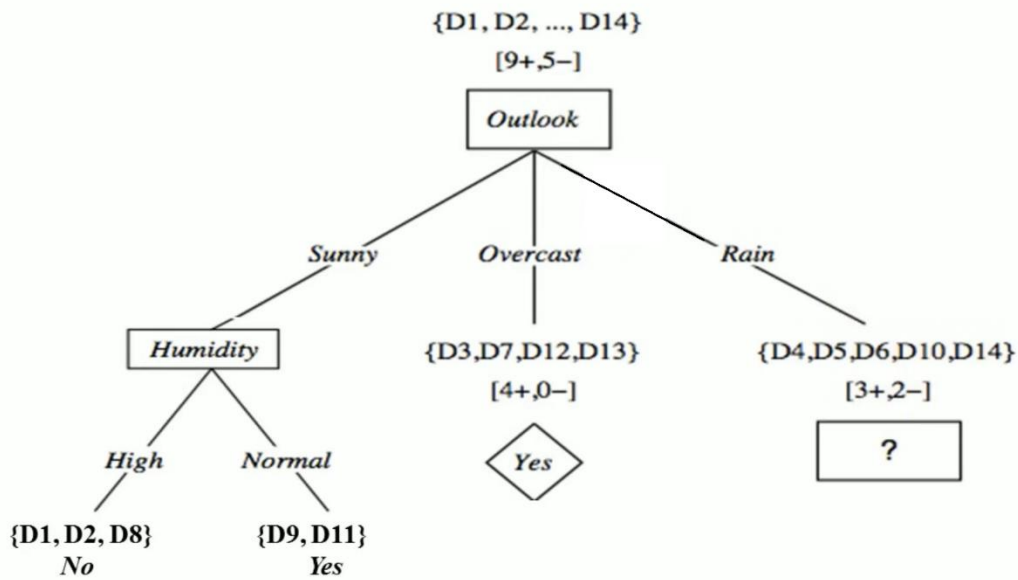 {D1, D2, ..., D14}
[9+,5−]
Outlook
Sunny
Overcast
Rain
Humidity
{D3,D7,D12,D13}
{D4,D5,D6,D10,D14}
[4+,0−]
[3+,2−]
Yes
?
High
Normal
{D1, D2, D8}
{D9, D11}
No
Yes